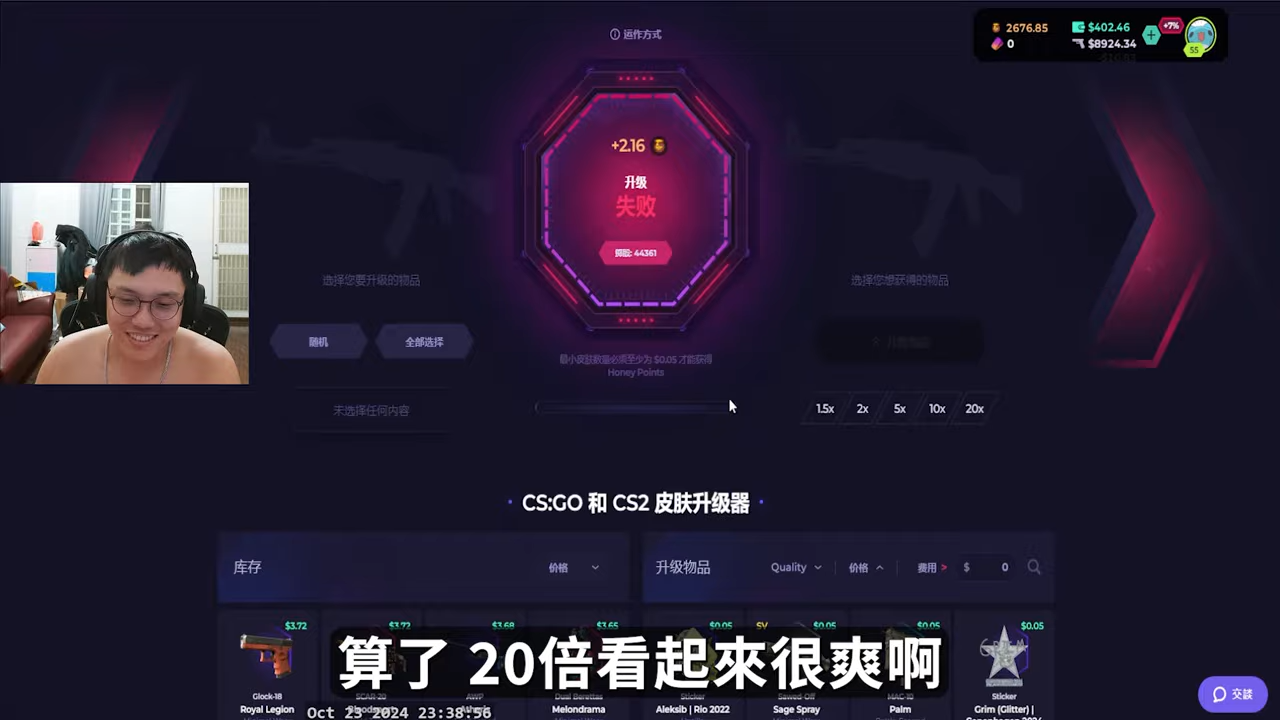 运作方式
2676.85
$402.46
+7%
0
$8924.34
55
+2.16
升级
失败
弹骰: 44361
选择您要升级的物品
选择您想获得的物品
随机
全部选择
最小皮肤数量必须至少为 $0.05 才能获得
Honey Points
未选择任何内容
1.5x
2x
5x
10x
20x
CS:GO 和 CS2 皮肤升级器
库存
价格
升级物品
Quality
价格
费用 >
$ 0
$3.72
$3.72
$3.68
$3.65
$0.05
SV
$0.05
$0.05
$0.05
算了 20倍看起來很爽啊
Glock-18
SCAR-20
AWP
Dual Berettas
Sticker
Sawed-Off
MAC-10
Sticker
Royal Legion
Bloodsport
Melondrama
Aleksib | Rio 2022
Sage Spray
Palm
Grim (Glitter) |
Oct 23 2024 23:38:56
交談